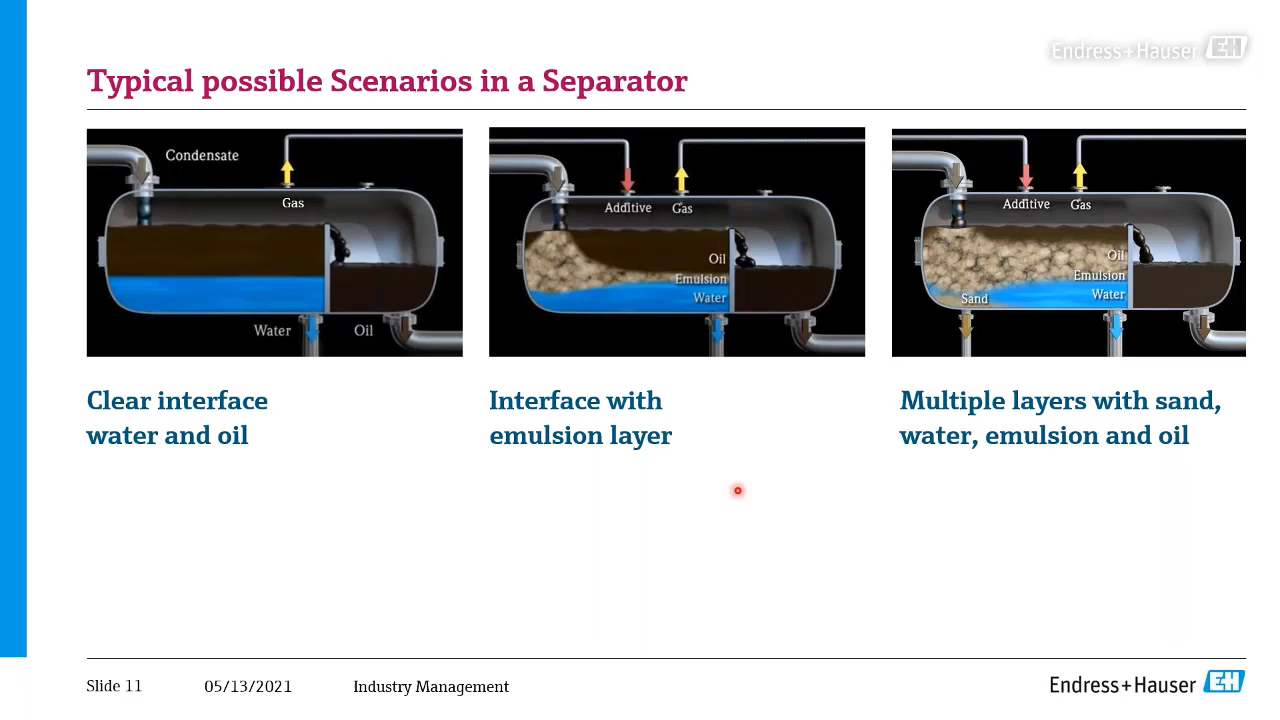 Endress+Hauser EH
Typical possible Scenarios in a Separator
Condensate
Gas
Water
Oil
Additive
Gas
Oil
Emulsion
Water
Additive
Gas
Oil
Emulsion
Water
Sand
Clear interface
water and oil
Interface with
emulsion layer
Multiple layers with sand,
water, emulsion and oil
Slide 11
05/13/2021
Industry Management
Endress+Hauser EH